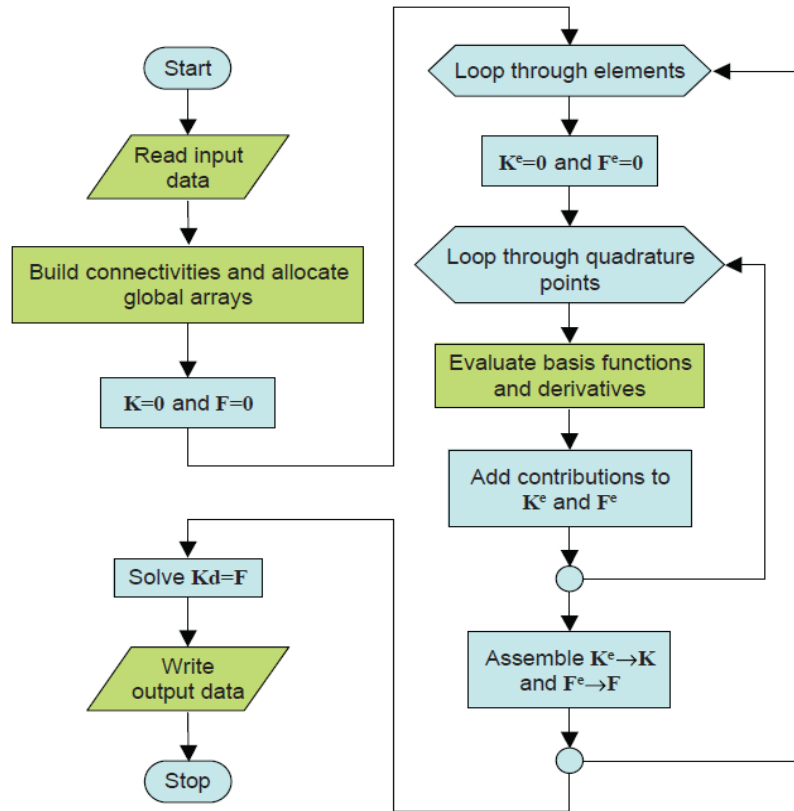 Start
Read input
data
Build connectivities and allocate
global arrays
K=0 and F=0
Loop through elements
Kᵉ=0 and Fᵉ=0
Loop through quadrature
points
Evaluate basis functions
and derivatives
Add contributions to
Kᵉ and Fᵉ
Assemble Kᵉ→K
and Fᵉ→F
Solve Kd=F
Write
output data
Stop